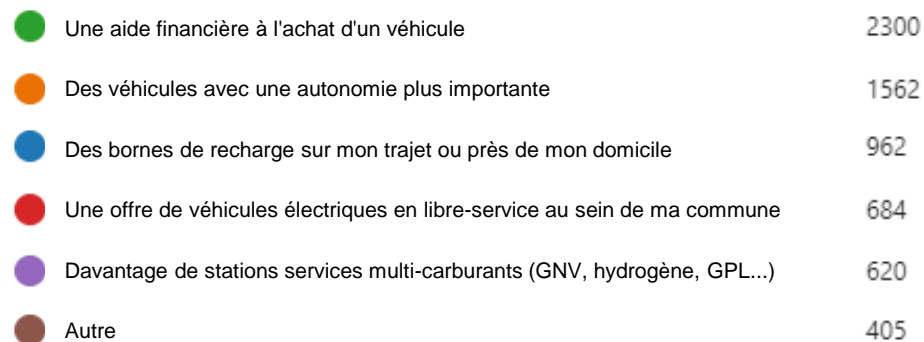 Une aide financière à l'achat d'un véhicule 2300
Des véhicules avec une autonomie plus importante 1562
Des bornes de recharge sur mon trajet ou près de mon domicile 962
Une offre de véhicules électriques en libre-service au sein de ma commune 684
Davantage de stations services multi-carburants (GNV, hydrogène, GPL...) 620
Autre 405